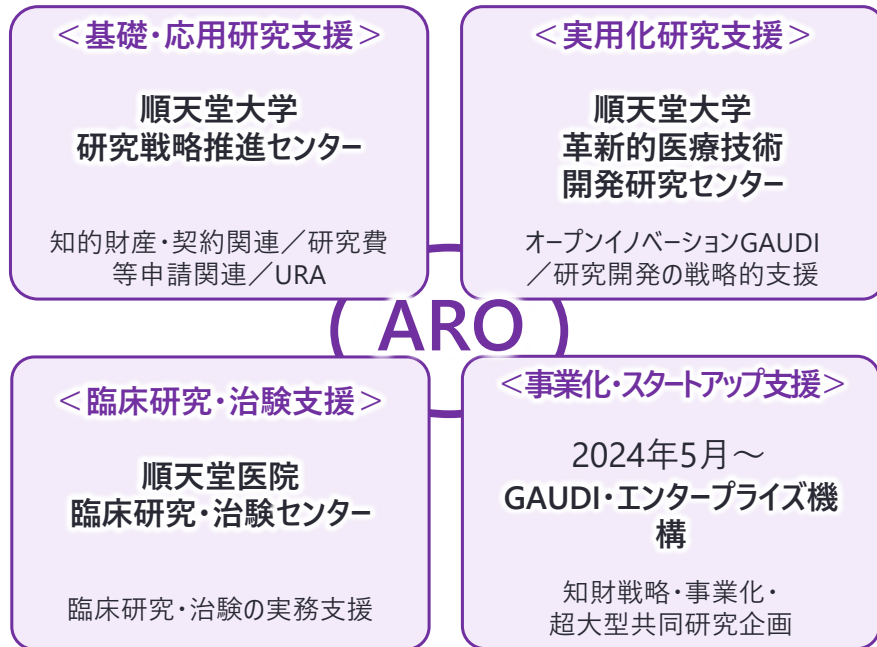 ＜基礎・応用研究支援＞
順天堂大学
研究戦略推進センター
知的財産・契約関連／研究費
等申請関連／URA
＜実用化研究支援＞
順天堂大学
革新的医療技術
開発研究センター
オープンイノベーションGAUDI
／研究開発の戦略的支援
ARO
＜臨床研究・治験支援＞
順天堂医院
臨床研究・治験センター
臨床研究・治験の実務支援
＜事業化・スタートアップ支援＞
2024年5月～
GAUDI・エンタープライズ機
構
知財戦略・事業化・
超大型共同研究企画